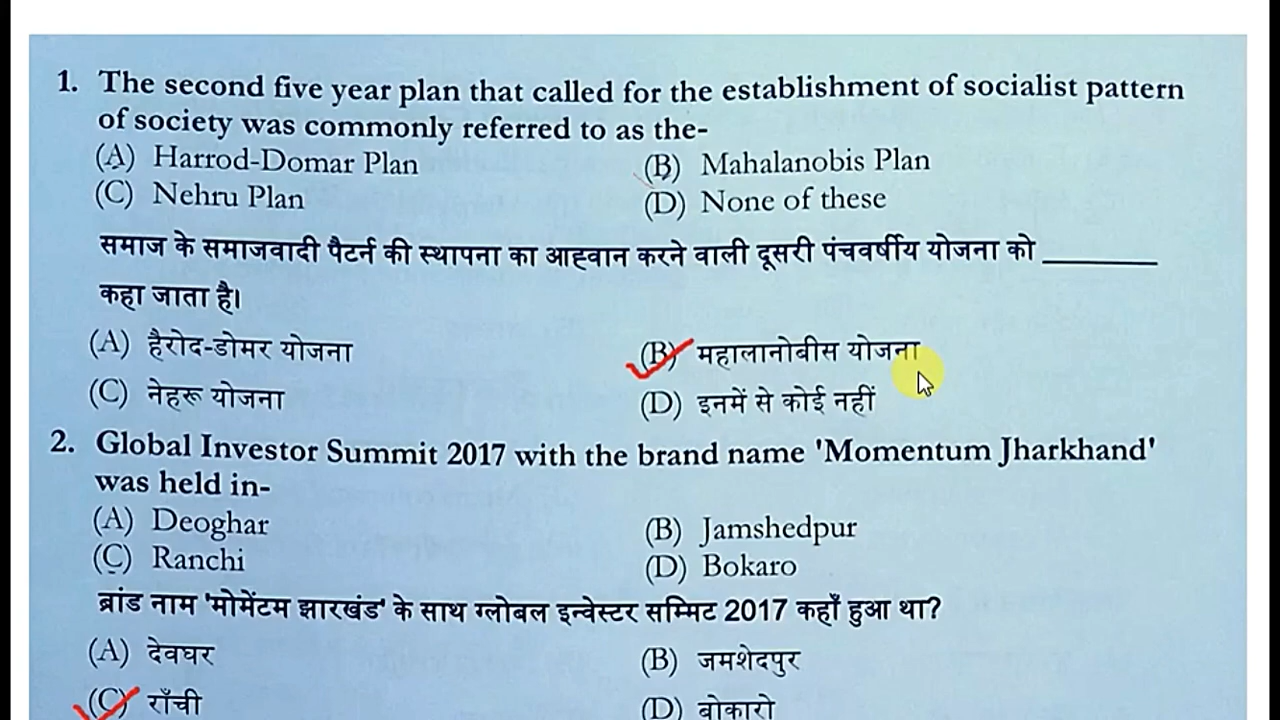 1. The second five year plan that called for the establishment of socialist pattern
of society was commonly referred to as the-
(A) Harrod-Domar Plan (B) Mahalanobis Plan
(C) Nehru Plan (D) None of these
समाज के समाजवादी पैटर्न की स्थापना का आह्वान करने वाली दूसरी पंचवर्षीय योजना को ________
कहा जाता है।
(A) हैरोद-डोमर योजना (B) महालानोबीस योजना
(C) नेहरू योजना (D) इनमें से कोई नहीं
2. Global Investor Summit 2017 with the brand name 'Momentum Jharkhand'
was held in-
(A) Deoghar (B) Jamshedpur
(C) Ranchi (D) Bokaro
ब्रांड नाम 'मोमेंटम झारखंड' के साथ ग्लोबल इन्वेस्टर सम्मिट 2017 कहाँ हुआ था?
(A) देवघर (B) जमशेदपुर
(C) राँची (D) बोकारो